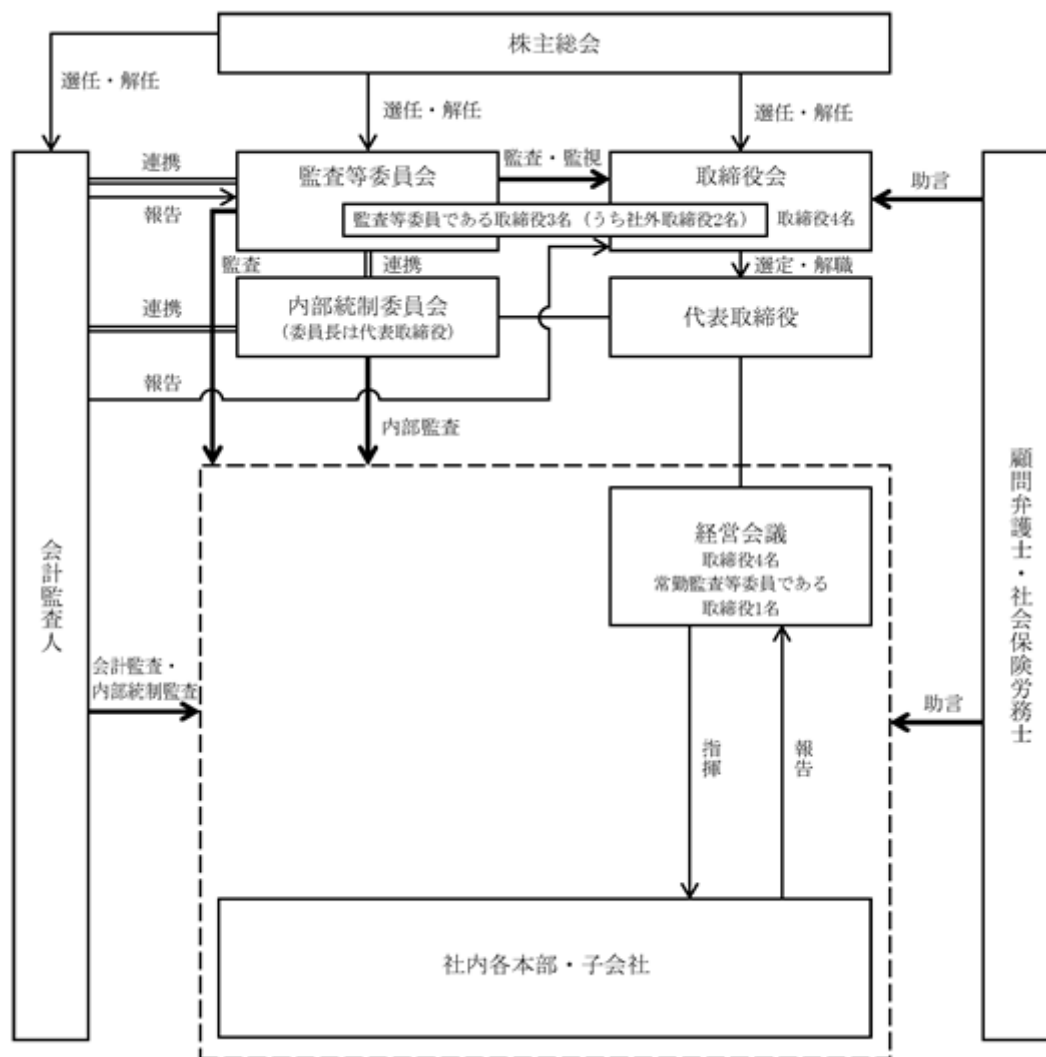 株主総会
選任・解任
選任・解任
選任・解任
連携
監査等委員会
監査・監視
取締役会
助言
報告
監査等委員である取締役3名(うち社外取締役2名)
取締役4名
監査
連携
選定・解職
連携
内部統制委員会
(委員長は代表取締役)
代表取締役
報告
内部監査
会計監査人
経営会議
取締役4名
常勤監査等委員である
取締役1名
顧問弁護士・社会保険労務士
会計監査・
内部統制監査
助言
指揮
報告
社内各本部・子会社